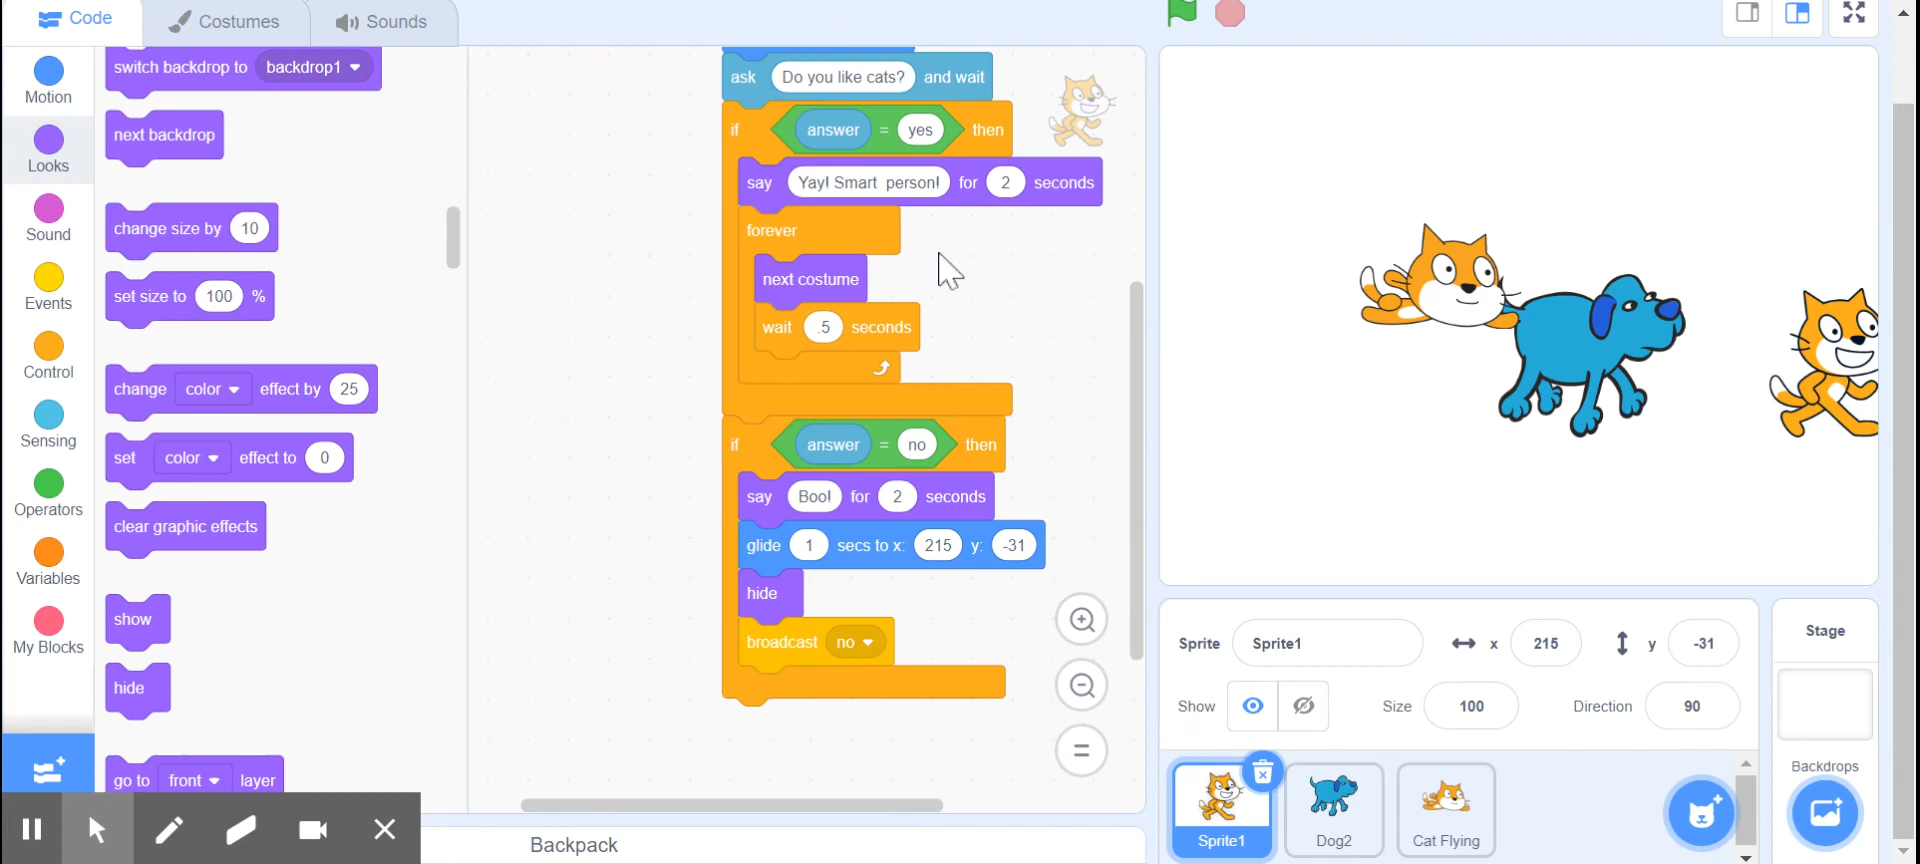 Code Costumes Sounds
Motion
Looks
Sound
Events
Control
Sensing
Operators
Variables
My Blocks
switch backdrop to backdrop1
next backdrop
change size by 10
set size to 100 %
change color effect by 25
set color effect to 0
clear graphic effects
show
hide
go to front layer
ask Do you like cats? and wait
if answer = yes then
say Yay! Smart person! for 2 seconds
forever
next costume
wait .5 seconds
if answer = no then
say Boo! for 2 seconds
glide 1 secs to x: 215 y: -31
hide
broadcast no
Backpack
Sprite Sprite1 x 215 y -31
Show Size 100 Direction 90
Sprite1 Dog2 Cat Flying
Stage
Backdrops